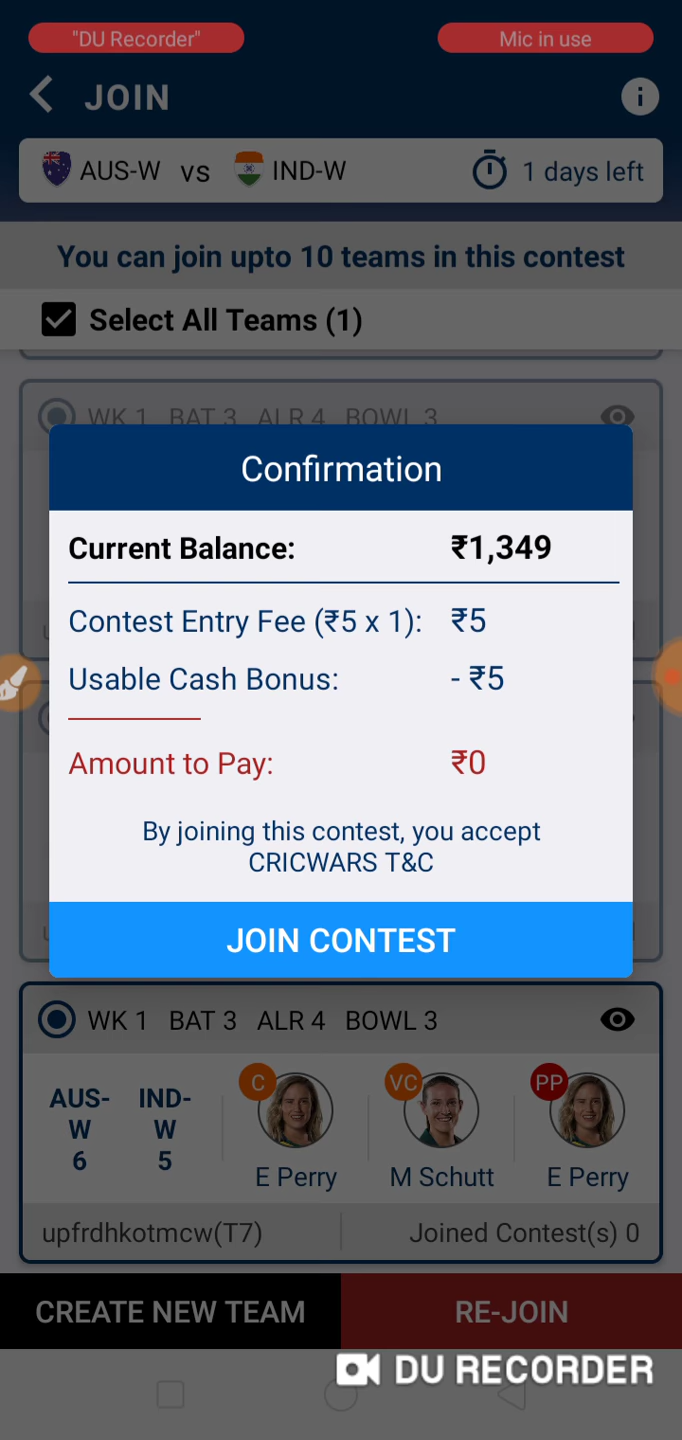 "DU Recorder"
Mic in use
JOIN
AUS-W vs IND-W 1 days left
You can join upto 10 teams in this contest
Select All Teams (1)
WK 1 BAT 3 ALR 4 BOWL 3
Confirmation
Current Balance: ₹1,349
Contest Entry Fee (₹5 x 1): ₹5
Usable Cash Bonus: - ₹5
Amount to Pay: ₹0
By joining this contest, you accept
CRICWARS T&C
JOIN CONTEST
WK 1 BAT 3 ALR 4 BOWL 3
AUS- IND- C VC PP
W W
6 5
E Perry M Schutt E Perry
upfrdhkotmcw(T7) Joined Contest(s) 0
CREATE NEW TEAM RE-JOIN
DU RECORDER